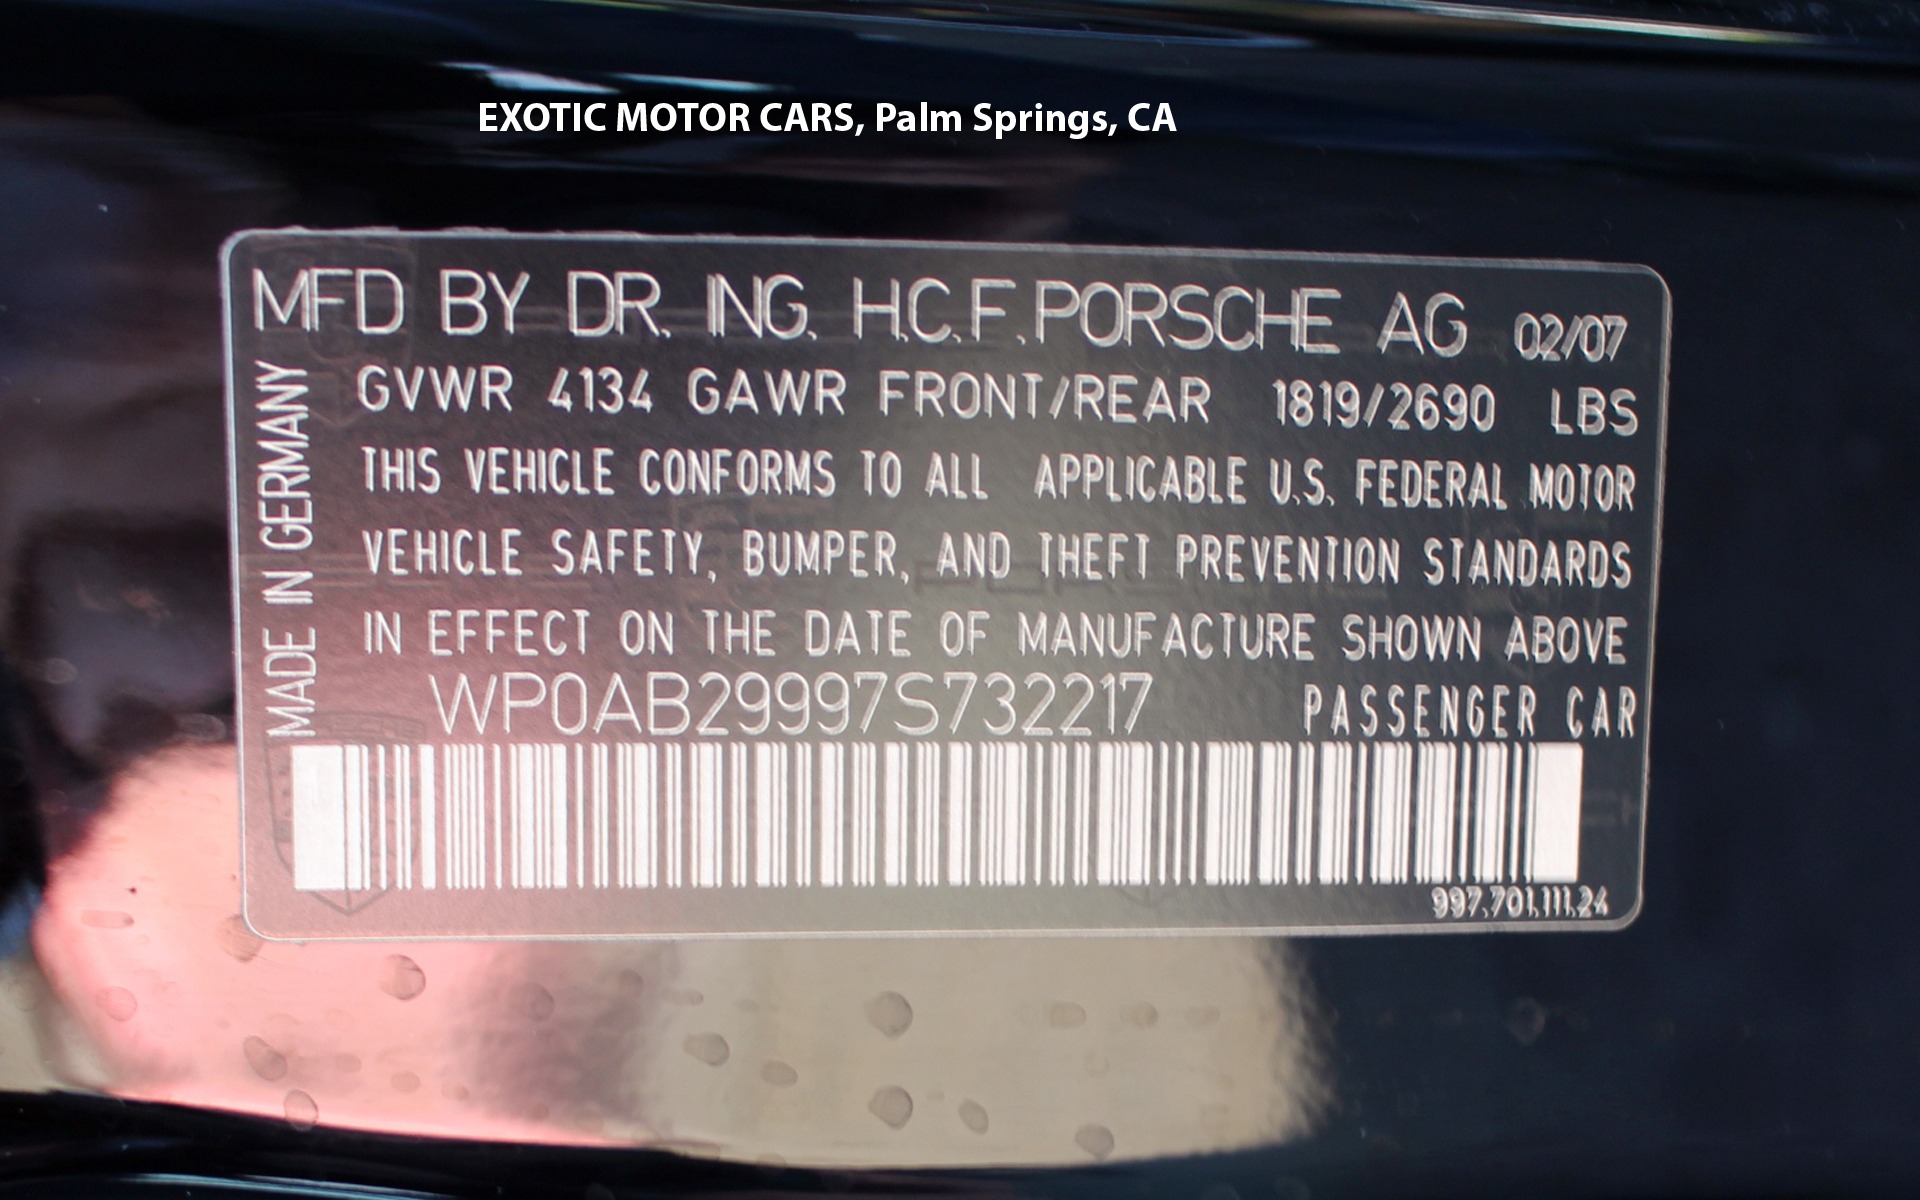 EXOTIC MOTOR CARS, Palm Springs, CA
MFD BY DR. ING. H.C.F. PORSCHE AG 02/07
GVWR 4134 GAWR FRONT/REAR 1819/2690 LBS
THIS VEHICLE CONFORMS TO ALL APPLICABLE U.S. FEDERAL MOTOR
VEHICLE SAFETY, BUMPER, AND THEFT PREVENTION STANDARDS
IN EFFECT ON THE DATE OF MANUFACTURE SHOWN ABOVE
WP0AB29997S732217 PASSENGER CAR
MADE IN GERMANY
997.701.111.24